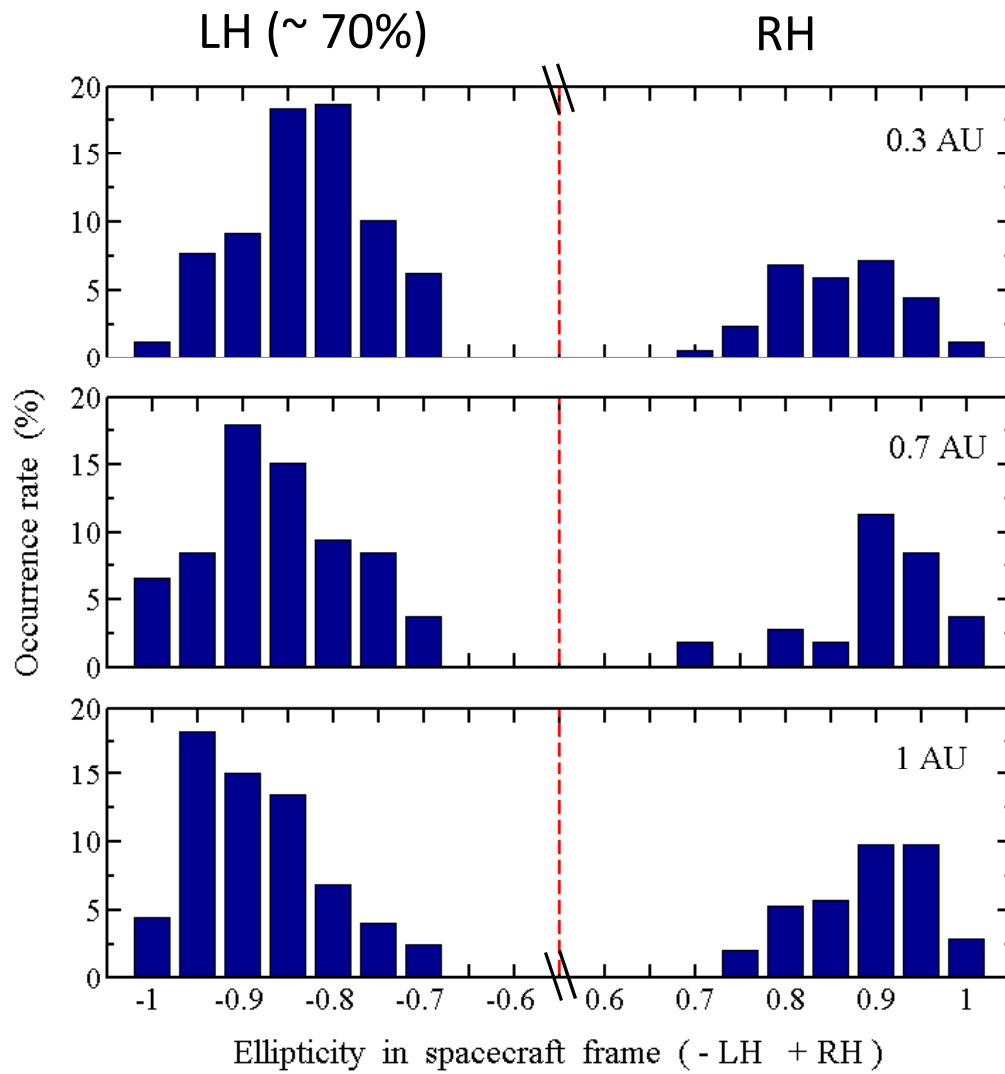 LH (~ 70%)
RH
20
15
10
5
0
0.3 AU
20
15
10
5
0
0.7 AU
20
15
10
5
0
1 AU
Occurrence rate (%)
-1 -0.9 -0.8 -0.7 -0.6 0.6 0.7 0.8 0.9 1
Ellipticity in spacecraft frame ( - LH + RH )